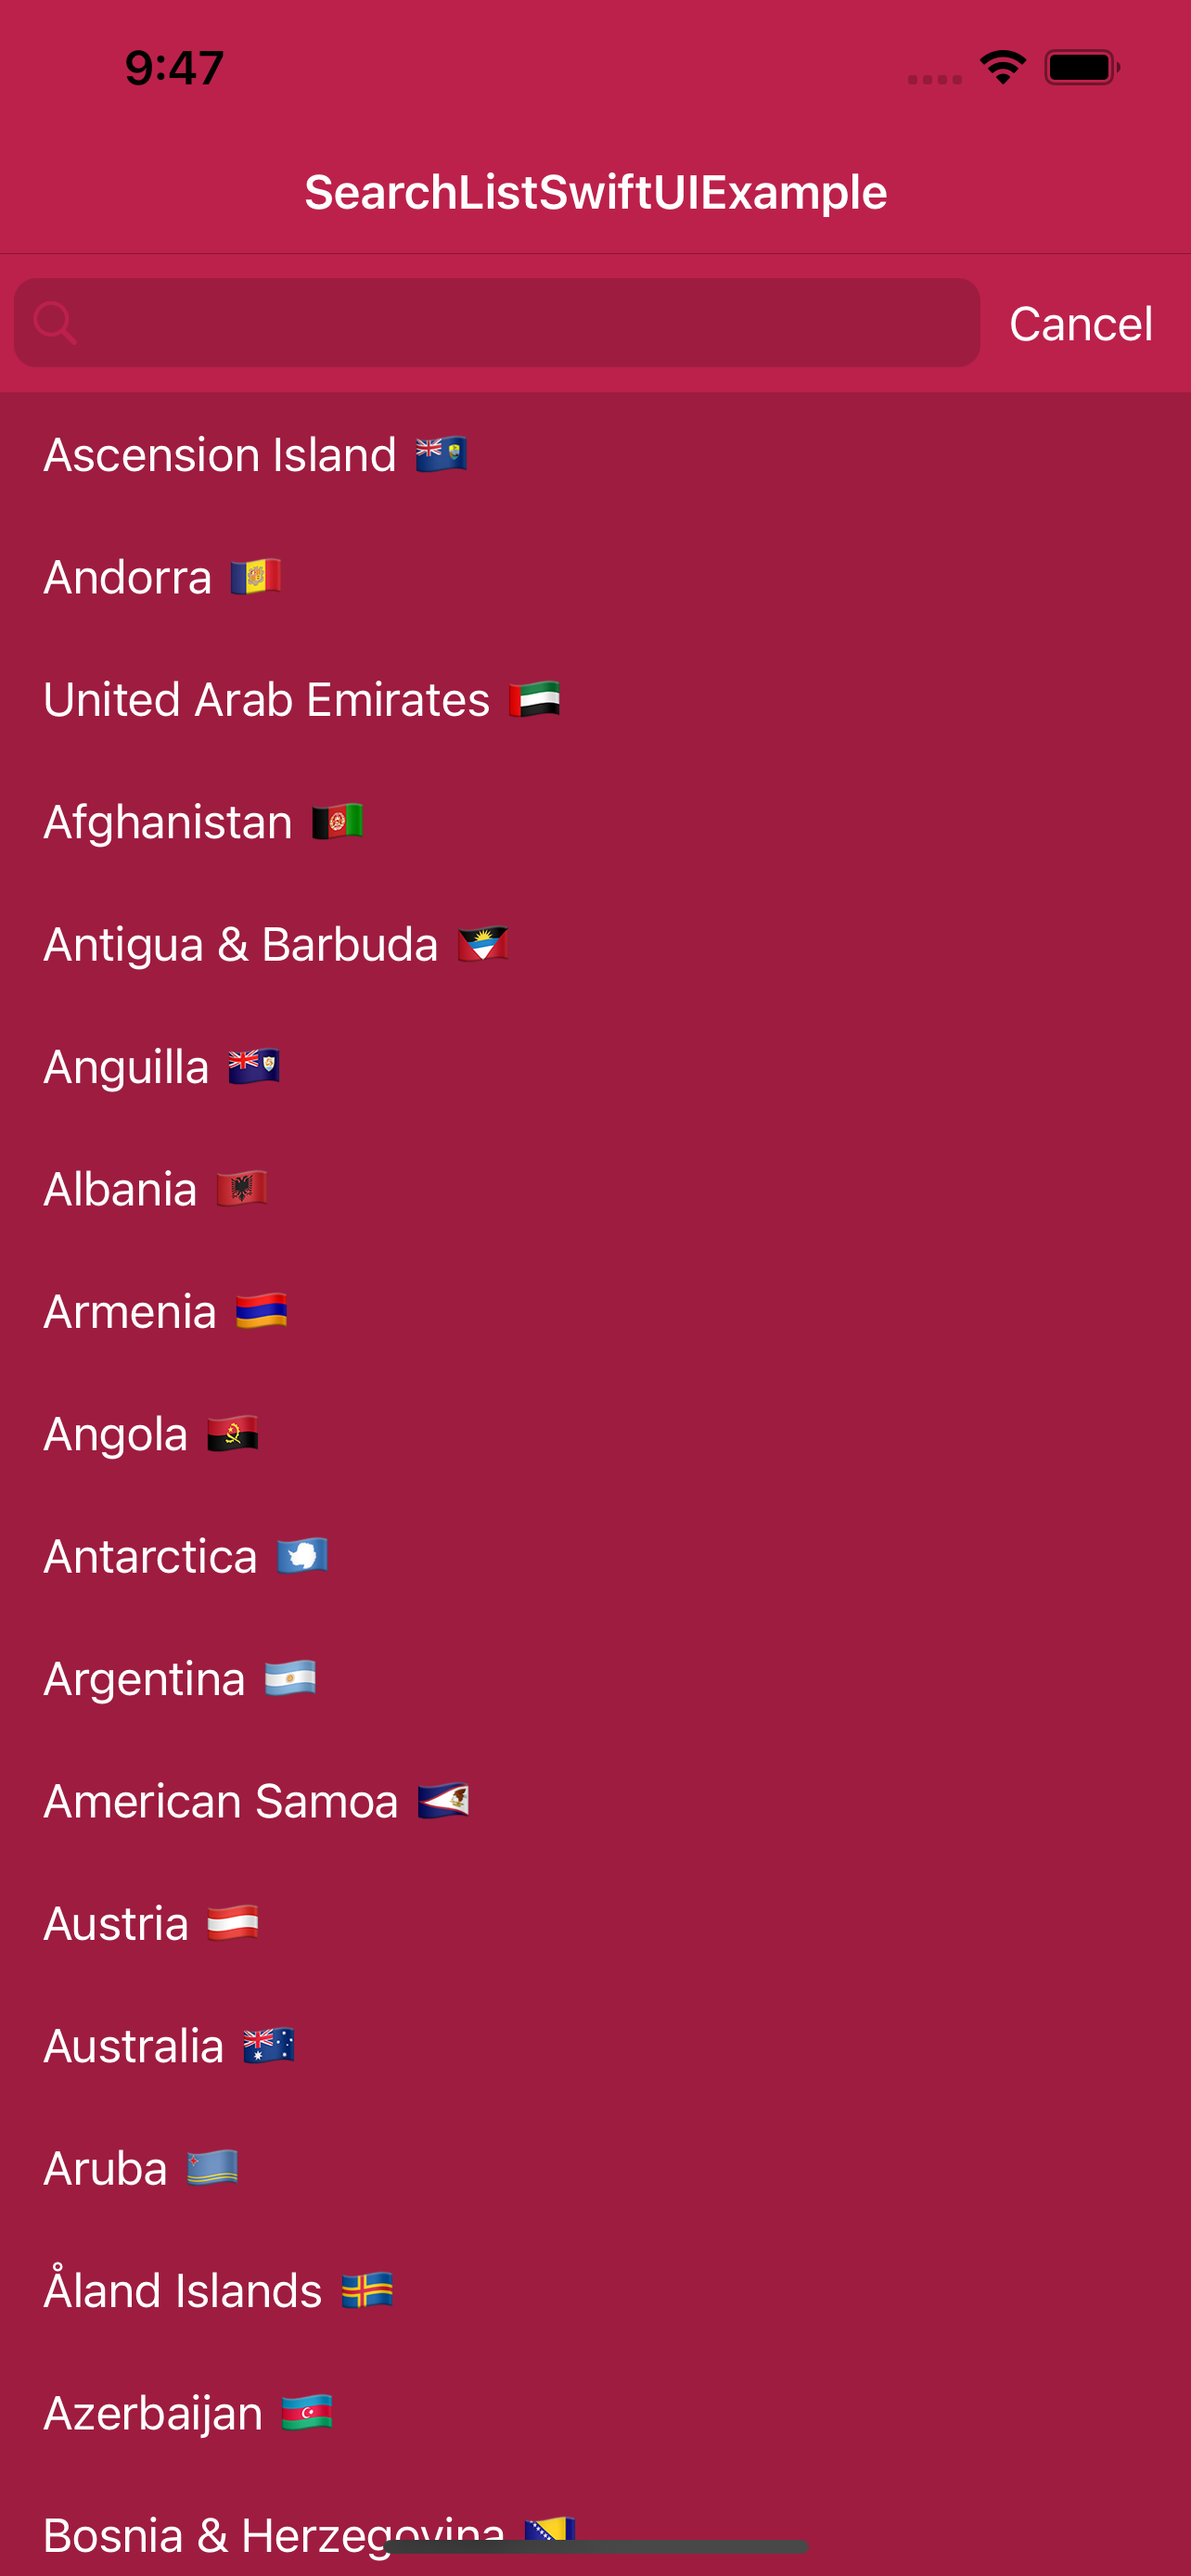 9:47
SearchListSwiftUIExample
Cancel
Ascension Island 🇦🇨
Andorra 🇦🇩
United Arab Emirates 🇦🇪
Afghanistan 🇦🇫
Antigua & Barbuda 🇦🇬
Anguilla 🇦🇮
Albania 🇦🇱
Armenia 🇦🇲
Angola 🇦🇴
Antarctica 🇦🇶
Argentina 🇦🇷
American Samoa 🇦🇸
Austria 🇦🇹
Australia 🇦🇺
Aruba 🇦🇼
Åland Islands 🇦🇽
Azerbaijan 🇦🇿
Bosnia & Herzegovina 🇧🇦